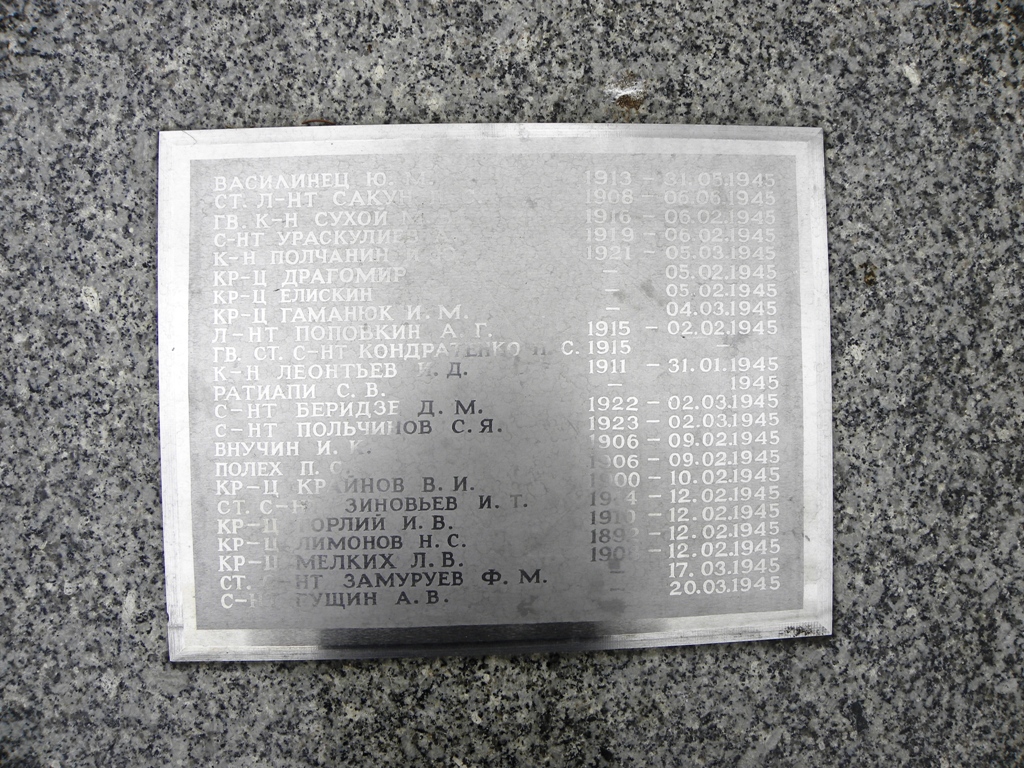 ВАСИЛИНЕЦ Ю. М. 1913 – 31.05.1945
СТ. Л-НТ САКУН 1908 – 06.06.1945
ГВ. К-Н СУХОЙ М 1916 – 06.02.1945
С-НТ УРАСКУЛИЕВ 1919 – 06.02.1945
К-Н ПОЛЧАНИН 1921 – 05.03.1945
КР-Ц ДРАГОМИР – 05.02.1945
КР-Ц ЕЛИСКИН – 05.02.1945
КР-Ц ГАМАНЮК И. М. – 04.03.1945
Л-НТ ПОПОВКИН А. Г. 1915 – 02.02.1945
ГВ. СТ. С-НТ КОНДРАТЕНКО П. С. 1915 –
К-Н ЛЕОНТЬЕВ И. Д. 1911 – 31.01.1945
РАТИАПИ С. В. – 1945
С-НТ БЕРИДЗЕ Д. М. 1922 – 02.03.1945
С-НТ ПОЛЬЧИНОВ С. Я. 1923 – 02.03.1945
ВНУЧИН И. К. 1906 – 09.02.1945
ПОЛЕХ П. С. 1906 – 09.02.1945
КР-Ц КРАЙНОВ В. И. 1900 – 10.02.1945
СТ. С-НТ ЗИНОВЬЕВ И. Т. – 12.02.1945
КР-Ц ГОРЛИЙ И. В. 1910 – 12.02.1945
КР-Ц ЛИМОНОВ Н. С. – 12.02.1945
КР-Ц МЕЛКИХ Л. В. – 12.02.1945
СТ. Л-НТ ЗАМУРУЕВ Ф. М. – 17.03.1945
С-НТ ГУЩИН А. В. – 20.03.1945